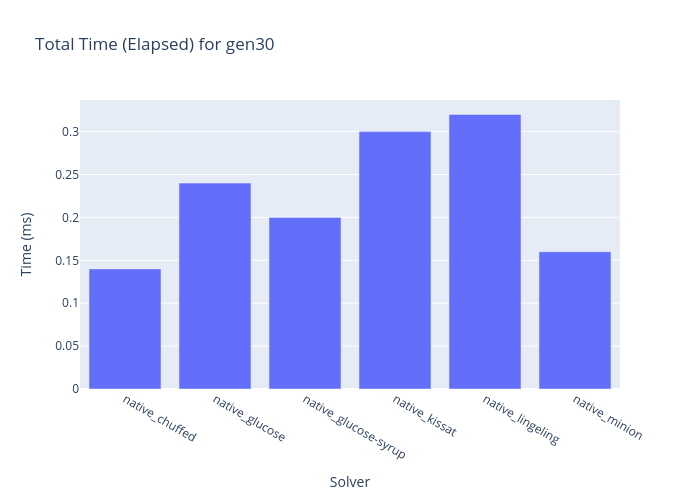 Total Time (Elapsed) for gen30
0.3
0.25
0.2
0.15
0.1
0.05
0
Time (ms)
native_chuffed
native_glucose
native_glucose-syrup
native_kissat
native_lingeling
native_minion
Solver